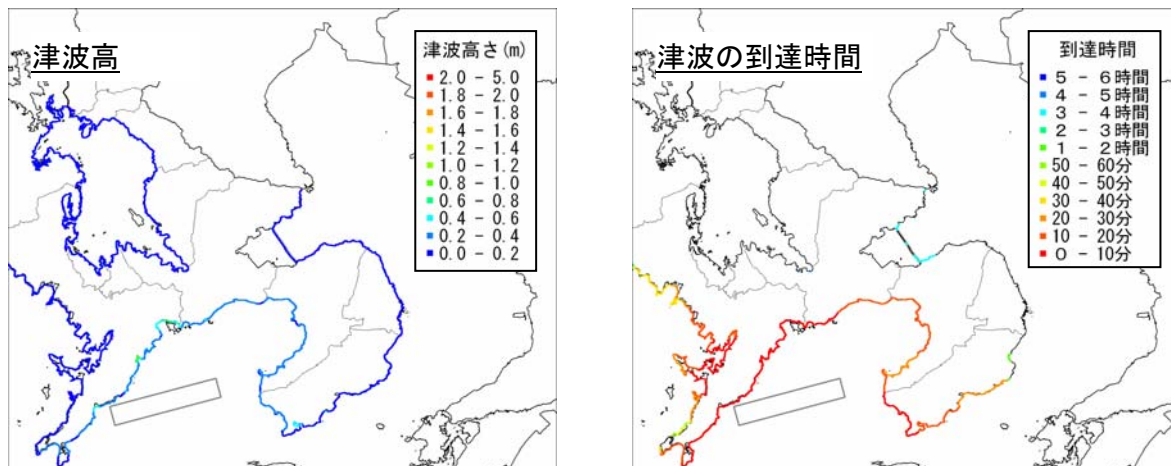 津波高
津波高さ(m)
2.0 - 5.0
1.8 - 2.0
1.6 - 1.8
1.4 - 1.6
1.2 - 1.4
1.0 - 1.2
0.8 - 1.0
0.6 - 0.8
0.4 - 0.6
0.2 - 0.4
0.0 - 0.2
津波の到達時間
到達時間
5 - 6時間
4 - 5時間
3 - 4時間
2 - 3時間
1 - 2時間
50 - 60分
40 - 50分
30 - 40分
20 - 30分
10 - 20分
0 - 10分